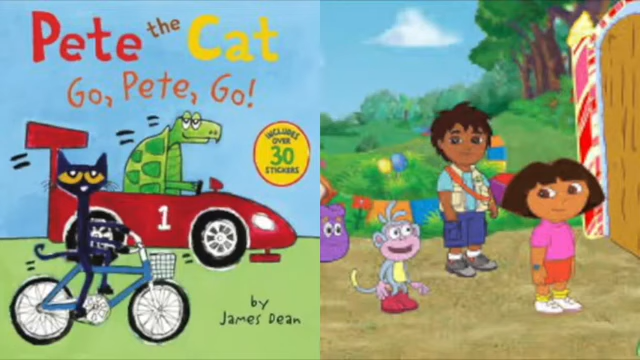 Pete the Cat
Go, Pete, Go!
INCLUDES
OVER
30
STICKERS
1
by
James Dean